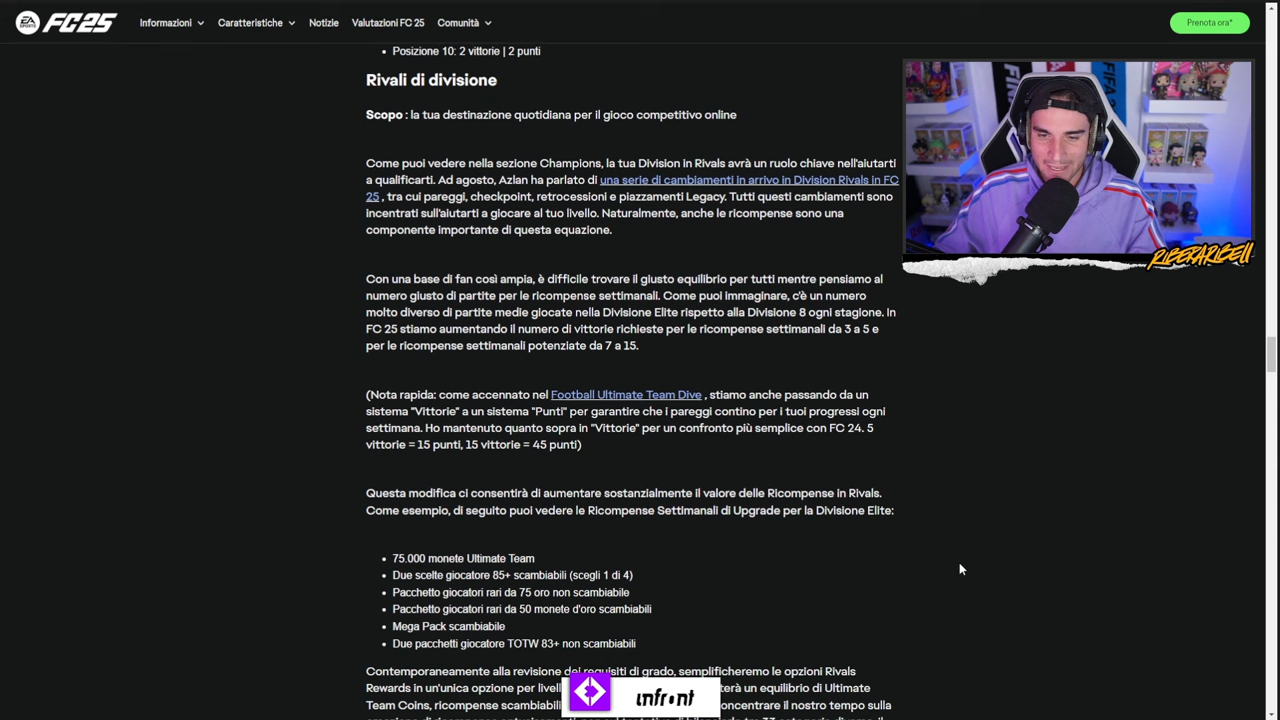 EA SPORTS FC25 Informazioni Caratteristiche Notizie Valutazioni FC 25 Comunità Prenota ora*
Posizione 10: 2 vittorie | 2 punti
Rivali di divisione
Scopo : la tua destinazione quotidiana per il gioco competitivo online
Come puoi vedere nella sezione Champions, la tua Division in Rivals avrà un ruolo chiave nell'aiutarti
a qualificarti. Ad agosto, Azlan ha parlato di una serie di cambiamenti in arrivo in Division Rivals in FC
25 , tra cui pareggi, checkpoint, retrocessioni e piazzamenti Legacy. Tutti questi cambiamenti sono
incentrati sull'aiutarti a giocare al tuo livello. Naturalmente, anche le ricompense sono una
componente importante di questa equazione.
RIBERARIBELL
Con una base di fan così ampia, è difficile trovare il giusto equilibrio per tutti mentre pensiamo al
numero giusto di partite per le ricompense settimanali. Come puoi immaginare, c'è un numero
molto diverso di partite medie giocate nella Divisione Elite rispetto alla Divisione 8 ogni stagione. In
FC 25 stiamo aumentando il numero di vittorie richieste per le ricompense settimanali da 3 a 5 e
per le ricompense settimanali potenziate da 7 a 15.
(Nota rapida: come accennato nel Football Ultimate Team Dive , stiamo anche passando da un
sistema "Vittorie" a un sistema "Punti" per garantire che i pareggi contino per i tuoi progressi ogni
settimana. Ho mantenuto quanto sopra in "Vittorie" per un confronto più semplice con FC 24. 5
vittorie = 15 punti, 15 vittorie = 45 punti)
Questa modifica ci consentirà di aumentare sostanzialmente il valore delle Ricompense in Rivals.
Come esempio, di seguito puoi vedere le Ricompense Settimanali di Upgrade per la Divisione Elite:
75.000 monete Ultimate Team
Due scelte giocatore 85+ scambiabili (scegli 1 di 4)
Pacchetto giocatori rari da 75 oro non scambiabile
Pacchetto giocatori rari da 50 monete d'oro scambiabili
Mega Pack scambiabile
Due pacchetti giocatore TOTW 83+ non scambiabili
Contemporaneamente alla revisione dei requisiti di grado, semplificheremo le opzioni Rivals
Rewards in un'unica opzione per un equilibrio di Ultimate
Team Coins, ricompense il nostro tempo sulla
infront